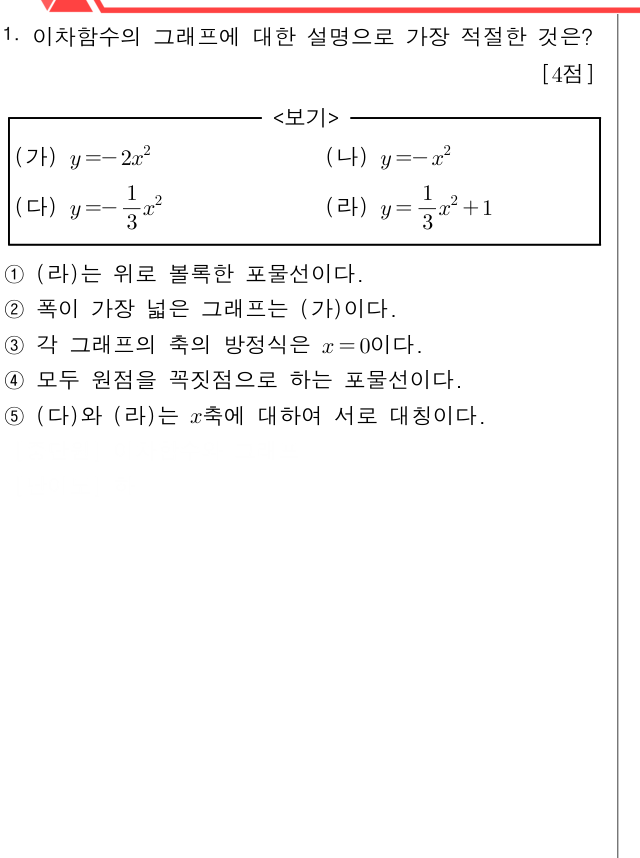 1. 이차함수의 그래프에 대한 설명으로 가장 적절한 것은?
[4점]
<보기>
(가) y=-2x² (나) y=-x²
(다) y=-1/3x² (라) y=1/3x²+1
① (라)는 위로 볼록한 포물선이다.
② 폭이 가장 넓은 그래프는 (가)이다.
③ 각 그래프의 축의 방정식은 x=0이다.
④ 모두 원점을 꼭짓점으로 하는 포물선이다.
⑤ (다)와 (라)는 x축에 대하여 서로 대칭이다.